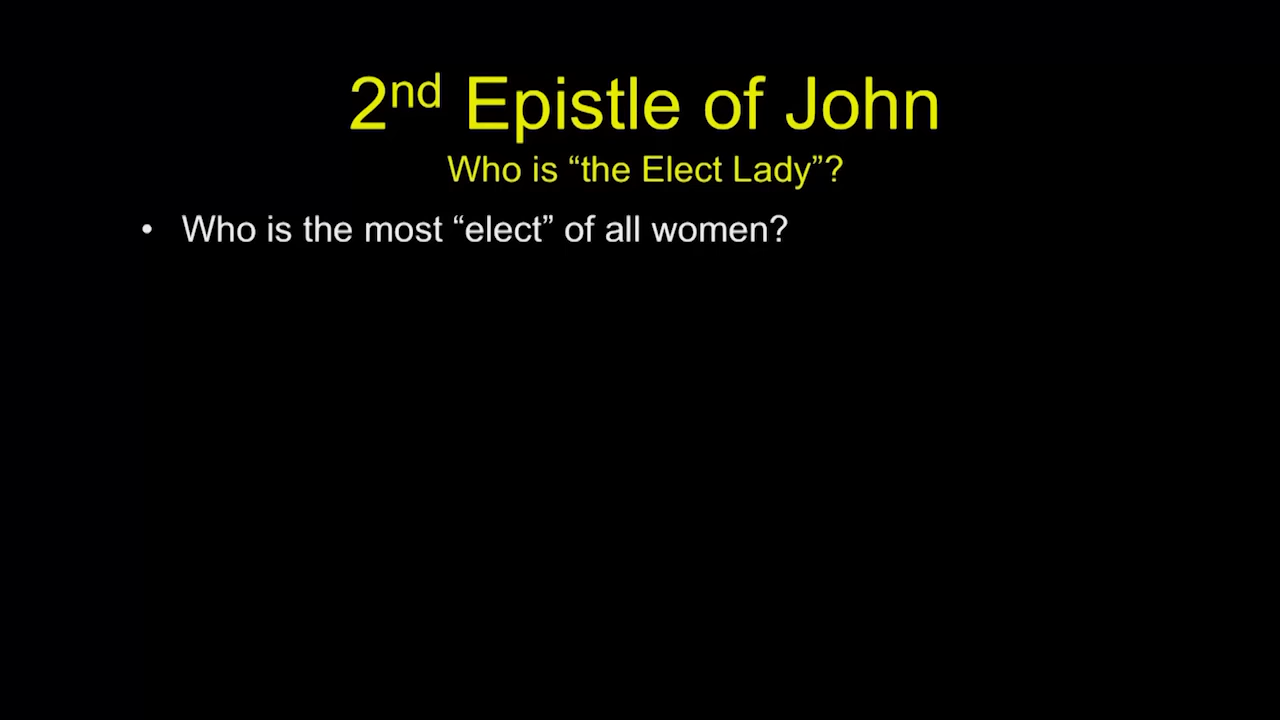 2nd Epistle of John
Who is “the Elect Lady”?
• Who is the most “elect” of all women?